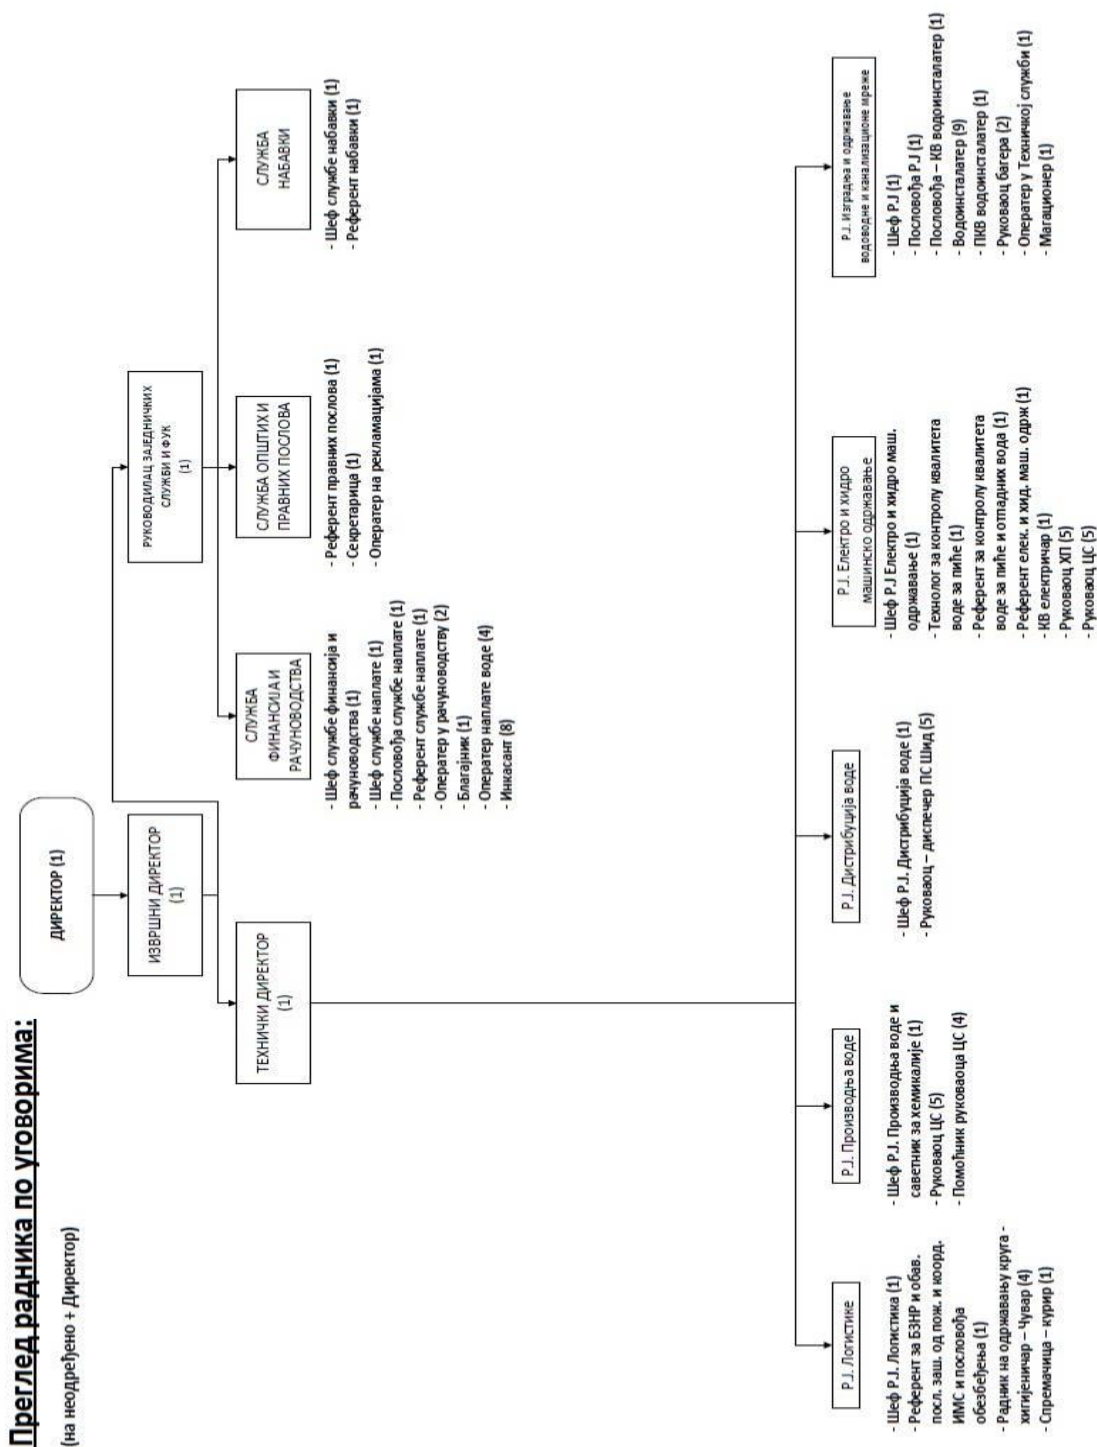 Преглед радника по уговорима:
(на неодређено + Директор)
ДИРЕКТОР (1)
ИЗВРШНИ ДИРЕКТОР
(1)
РУКОВОДИЛАЦ ЗАЈЕДНИЧКИХ
СЛУЖБИ И ФУК
(1)
ТЕХНИЧКИ ДИРЕКТОР
(1)
СЛУЖБА
ФИНАНСИЈА И
РАЧУНОВОДСТВА
- Шеф службе финансија и
рачуноводства (1)
- Шеф службе наплате (1)
- Пословођа службе наплате (1)
- Референт службе наплате (1)
- Оператер у рачуноводству (2)
- Благајник (1)
- Оператер наплате воде (4)
- Инкасант (8)
СЛУЖБА ОПШТИХ И
ПРАВНИХ ПОСЛОВА
- Референт правних послова (1)
- Секретарица (1)
- Оператер на рекламацијама (1)
СЛУЖБА
НАБАВКИ
- Шеф службе набавки (1)
- Референт набавки (1)
Р.Ј. Логистике
- Шеф Р.Ј. Логистика (1)
- Референт за БЗНР и обав.
посл. заш. од пож. и коорд.
ИМС и пословођа
обезбеђења (1)
- Радник на одржавању круга -
хигијеничар – Чувар (4)
- Спремачица – курир (1)
Р.Ј. Производња воде
- Шеф Р.Ј. Производња воде и
саветник за хемикалије (1)
- Руковаоц ЦС (5)
- Помоћник руковаоца ЦС (4)
Р.Ј. Дистрибуција воде
- Шеф Р.Ј. Дистрибуција воде (1)
- Руковаоц – диспечер ПС Шид (5)
Р.Ј. Електро и хидро
машинско одржавање
- Шеф Р.Ј Електро и хидро маш.
одржавање (1)
- Технолог за контролу квалитета
воде за пиће (1)
- Референт за контролу квалитета
воде за пиће и отпадних вода (1)
- Референт елек. и хид. маш. одрж (1)
- КВ електричар (1)
- Руковаоц ХП (5)
- Руковаоц ЦС (5)
Р.Ј. Изградња и одржавање
водоводне и канализационе мреже
- Шеф Р.Ј (1)
- Пословођа Р.Ј (1)
- Пословођа – КВ водоинсталатер (1)
- Водоинсталатер (9)
- ПКВ водоинсталатер (1)
- Руковаоц багера (2)
- Оператер у Техничкој служби (1)
- Магационер (1)